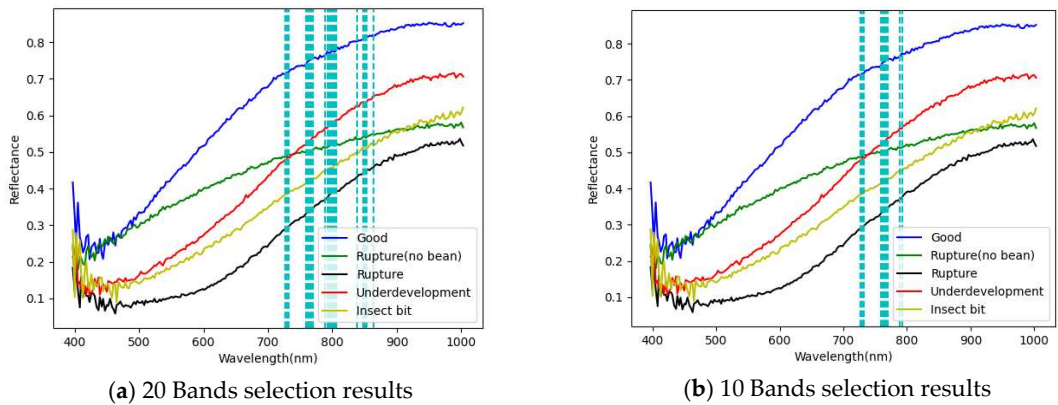 0.8
0.7
0.6
0.5
0.4
0.3
0.2
0.1
Reflectance
400 500 600 700 800 900 1000
Wavelength(nm)
Good
Rupture(no bean)
Rupture
Underdevelopment
Insect bit
(a) 20 Bands selection results
0.8
0.7
0.6
0.5
0.4
0.3
0.2
0.1
Reflectance
400 500 600 700 800 900 1000
Wavelength(nm)
Good
Rupture(no bean)
Rupture
Underdevelopment
Insect bit
(b) 10 Bands selection results